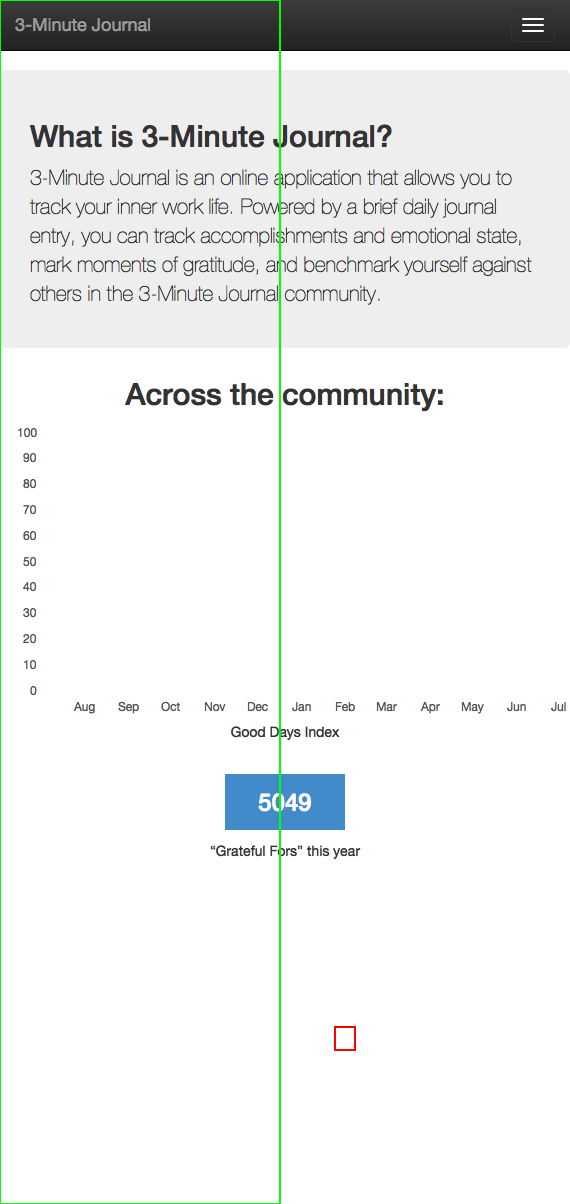 3-Minute Journal
What is 3-Minute Journal?
3-Minute Journal is an online application that allows you to
track your inner work life. Powered by a brief daily journal
entry, you can track accomplishments and emotional state,
mark moments of gratitude, and benchmark yourself against
others in the 3-Minute Journal community.
Across the community:
100
90
80
70
60
50
40
30
20
10
0
Aug Sep Oct Nov Dec Jan Feb Mar Apr May Jun Jul
Good Days Index
5049
“Grateful Fors” this year